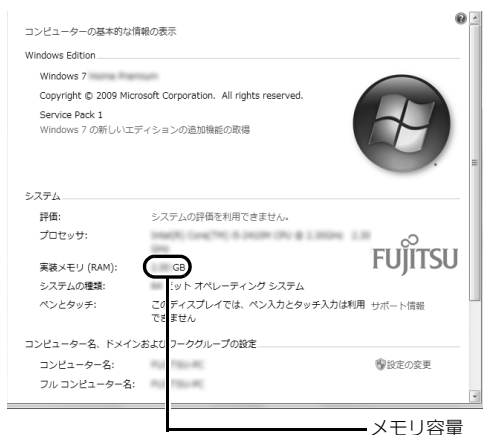 コンピューターの基本的な情報の表示
Windows Edition
Windows 7
Copyright © 2009 Microsoft Corporation. All rights reserved.
Service Pack 1
Windows 7 の新しいエディションの追加機能の取得
システム
評価: システムの評価を利用できません。
プロセッサ:
FUJITSU
実装メモリ (RAM): GB
システムの種類: ビット オペレーティング システム
ペンとタッチ: このディスプレイでは、ペン入力とタッチ入力は利用できません サポート情報
コンピューター名、ドメインおよびワークグループの設定
コンピューター名: 設定の変更
フル コンピューター名:
メモリ容量